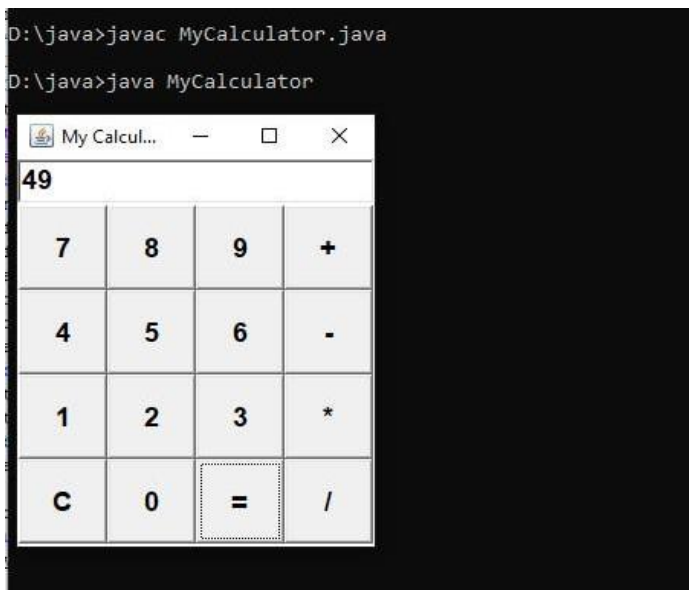 D:\java>javac MyCalculator.java
D:\java>java MyCalculator
My Calcul...
49
7 8 9 +
4 5 6 -
1 2 3 *
C 0 = /